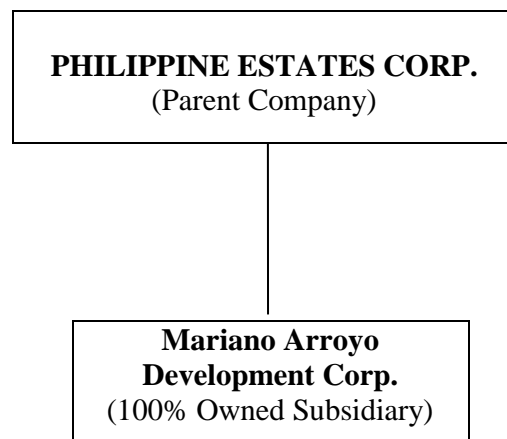 PHILIPPINE ESTATES CORP.
(Parent Company)
Mariano Arroyo
Development Corp.
(100% Owned Subsidiary)